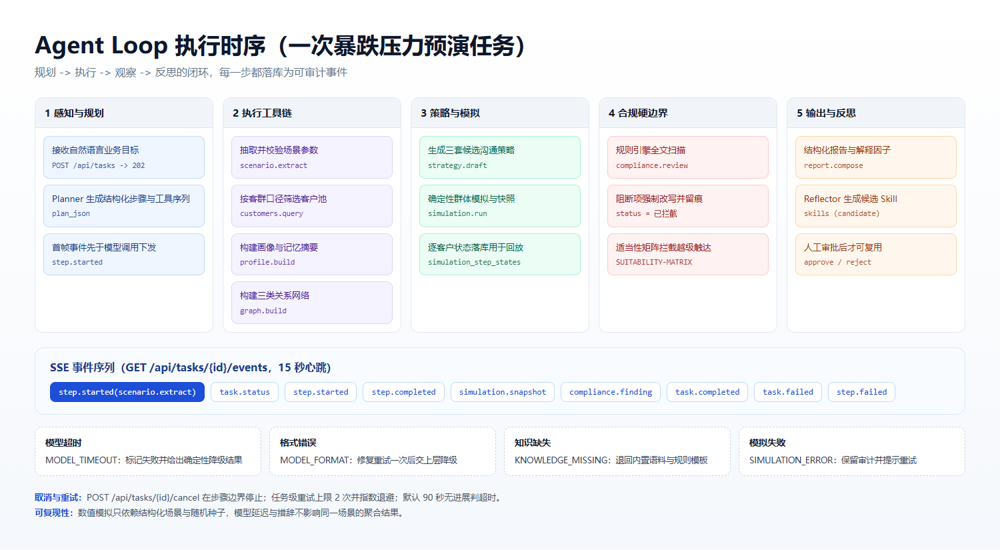 Agent Loop 执行时序（一次暴跌压力预演任务）
规划 -> 执行 -> 观察 -> 反思的闭环，每一步都落库为可审计事件
1 感知与规划
接收自然语言业务目标
POST /api/tasks -> 202
Planner 生成结构化步骤与工具序列
plan_json
首帧事件先于模型调用下发
step.started
2 执行工具链
抽取并校验场景参数
scenario.extract
按客群口径筛选客户池
customers.query
构建画像与记忆摘要
profile.build
构建三类关系网络
graph.build
3 策略与模拟
生成三套候选沟通策略
strategy.draft
确定性群体模拟与快照
simulation.run
逐客户状态落库用于回放
simulation_step_states
4 合规硬边界
规则引擎全文扫描
compliance.review
阻断项强制改写并留痕
status = 已拦截
适当性矩阵拦截越级触达
SUITABILITY-MATRIX
5 输出与反思
结构化报告与解释因子
report.compose
Reflector 生成候选 Skill
skills (candidate)
人工审批后才可复用
approve / reject
SSE 事件序列（GET /api/tasks/{id}/events，15 秒心跳）
step.started(scenario.extract)
task.status
step.started
step.completed
simulation.snapshot
compliance.finding
task.completed
task.failed
step.failed
模型超时
MODEL_TIMEOUT：标记失败并给出确定性降级结果
格式错误
MODEL_FORMAT：修复重试一次后交上层降级
知识缺失
KNOWLEDGE_MISSING：退回内置语料与规则模板
模拟失败
SIMULATION_ERROR：保留审计并提示重试
取消与重试：POST /api/tasks/{id}/cancel 在步骤边界停止；任务级重试上限 2 次并指数退避；默认 90 秒无进展判超时。
可复现性：数值模拟只依赖结构化场景与随机种子，模型延迟与措辞不影响同一场景的聚合结果。